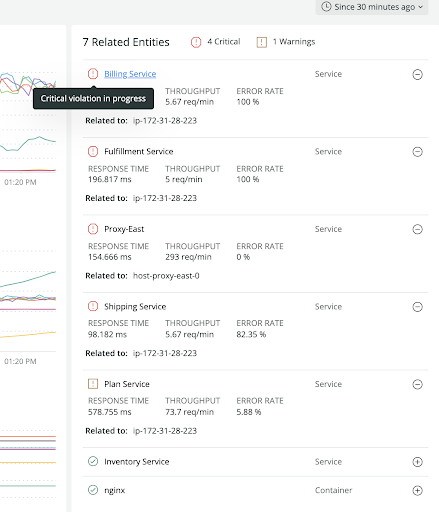 Since 30 minutes ago
7 Related Entities 4 Critical 1 Warnings
Billing Service Service
Critical violation in progress
THROUGHPUT ERROR RATE
5.67 req/min 100 %
Related to: ip-172-31-28-223
Fulfillment Service Service
RESPONSE TIME THROUGHPUT ERROR RATE
196.817 ms 5 req/min 100 %
Related to: ip-172-31-28-223
Proxy-East Service
RESPONSE TIME THROUGHPUT ERROR RATE
154.666 ms 293 req/min 0 %
Related to: host-proxy-east-0
Shipping Service Service
RESPONSE TIME THROUGHPUT ERROR RATE
98.182 ms 5.67 req/min 82.35 %
Related to: ip-172-31-28-223
Plan Service Service
RESPONSE TIME THROUGHPUT ERROR RATE
578.755 ms 73.7 req/min 5.88 %
Related to: ip-172-31-28-223
Inventory Service Service
nginx Container
01:20 PM
01:20 PM